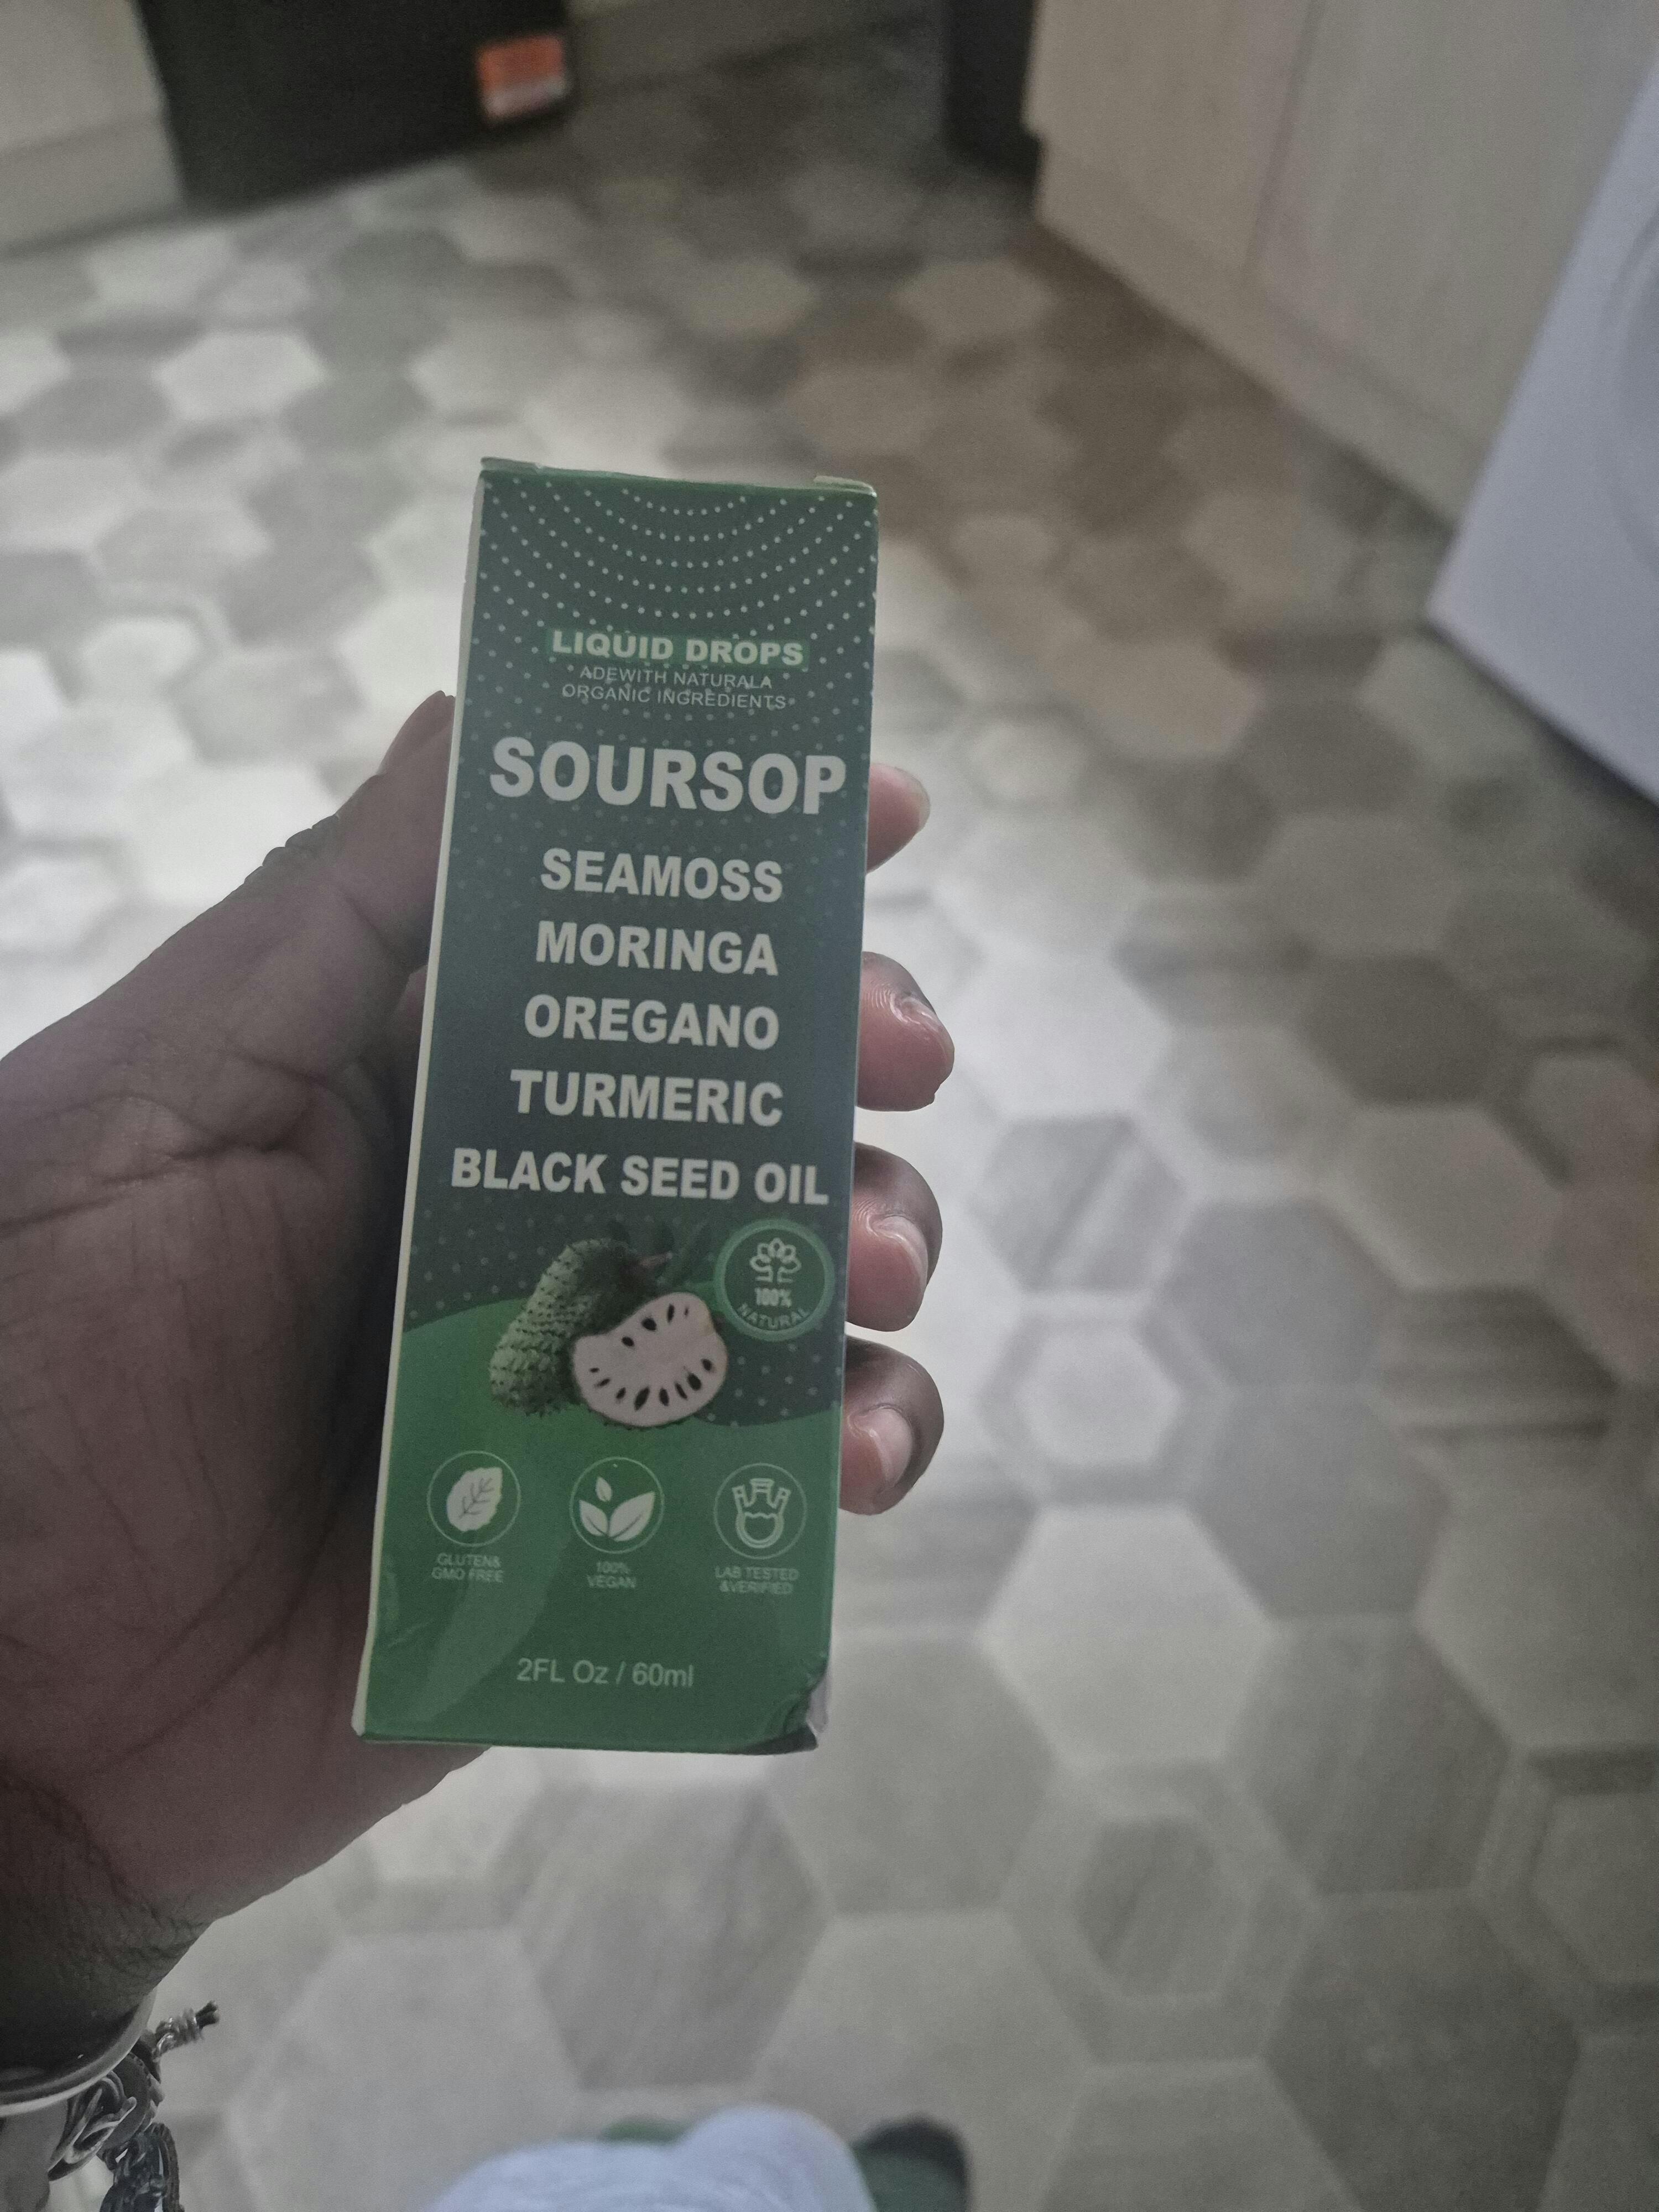 LIQUID DROPS
ADEWITH NATURALA
ORGANIC INGREDIENTS
SOURSOP
SEAMOSS
MORINGA
OREGANO
TURMERIC
BLACK SEED OIL
100%
NATURAL
GLUTEN&
GMO FREE
100%
VEGAN
LAB TESTED
&VERIFIED
2FL Oz / 60ml